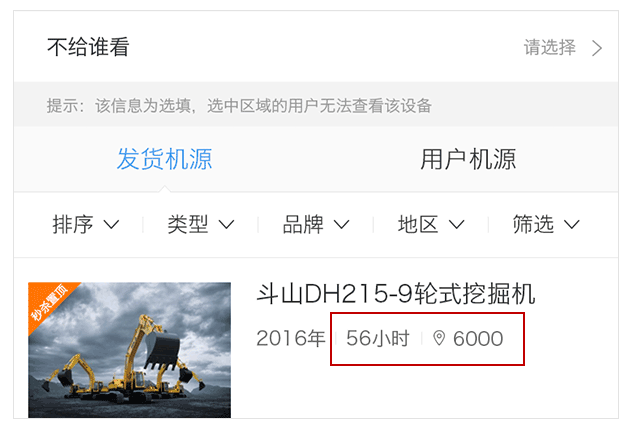 不给谁看 请选择
提示：该信息为选填，选中区域的用户无法查看该设备
发货机源 用户机源
排序 类型 品牌 地区 筛选
秒杀置顶
斗山DH215-9轮式挖掘机
2016年 56小时 6000